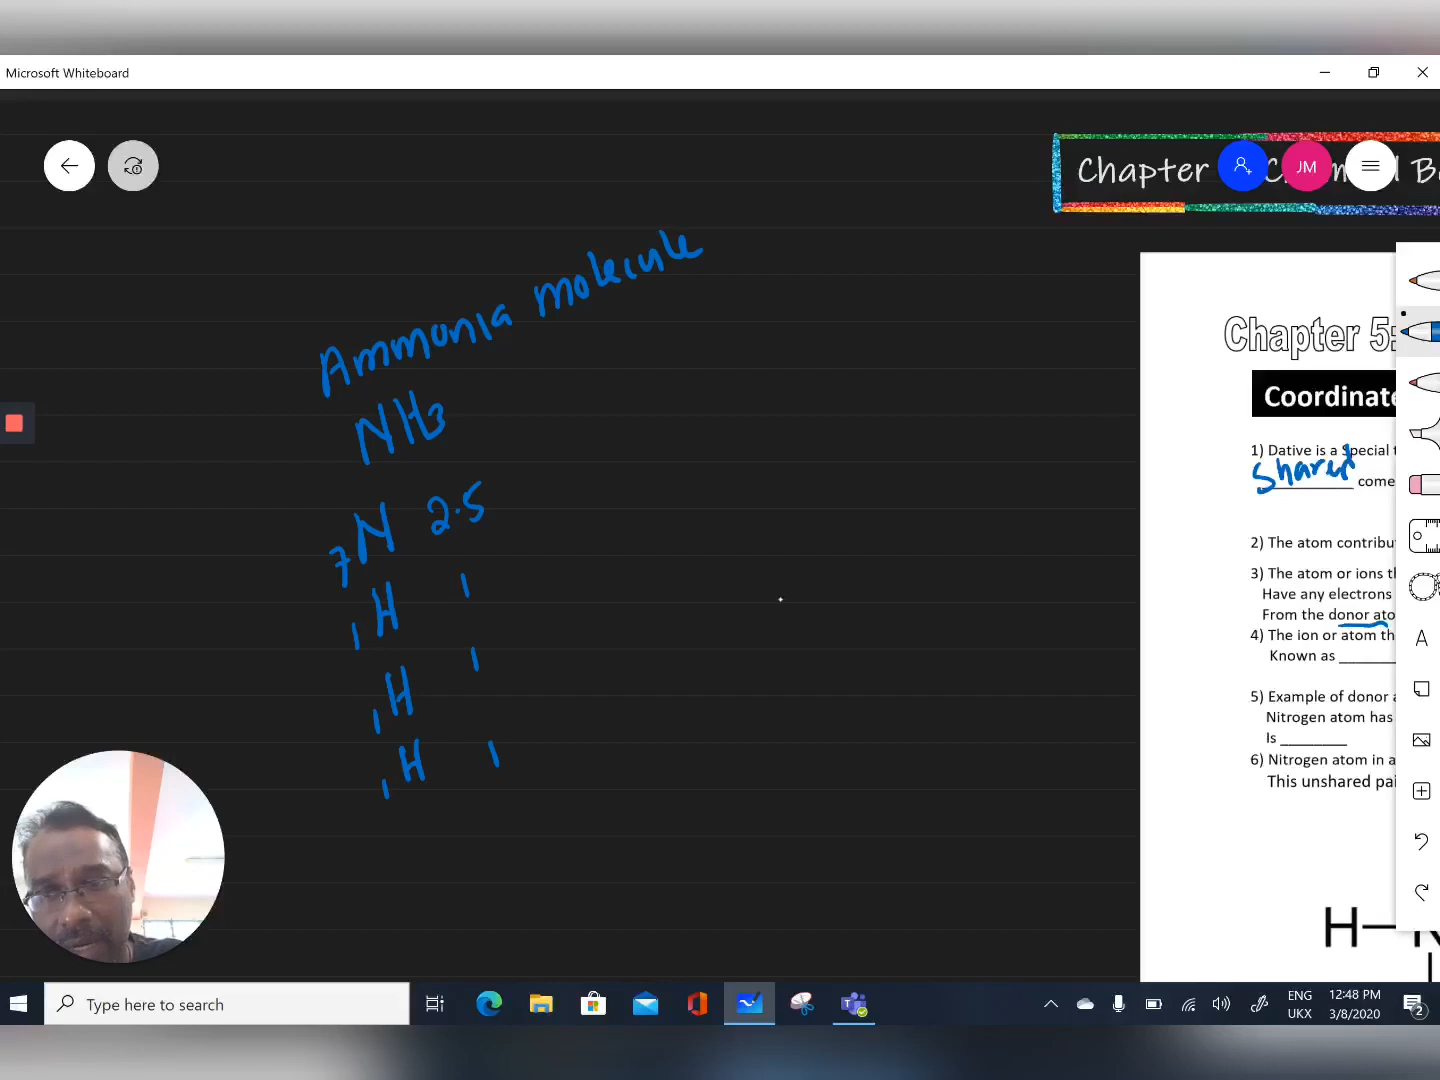 Microsoft Whiteboard
Chapter
JM
Ammonia molecule
NH3
7N 2.5
1H 1
1H 1
1H 1
Chapter 5:
Coordinate
1) Dative is a Special t
shared come
2) The atom contribu
3) The atom or ions th
Have any electrons
From the donor ato
4) The ion or atom th
Known as ________
5) Example of donor a
Nitrogen atom has
Is ________
6) Nitrogen atom in a
This unshared pai
H—N
A
Type here to search
ENG
UKX
12:48 PM
3/8/2020
2